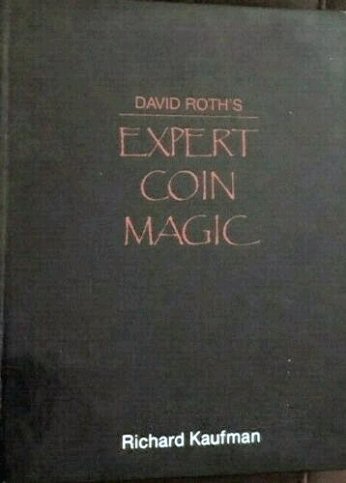 DAVID ROTH'S
EXPERT
COIN
MAGIC
Richard Kaufman